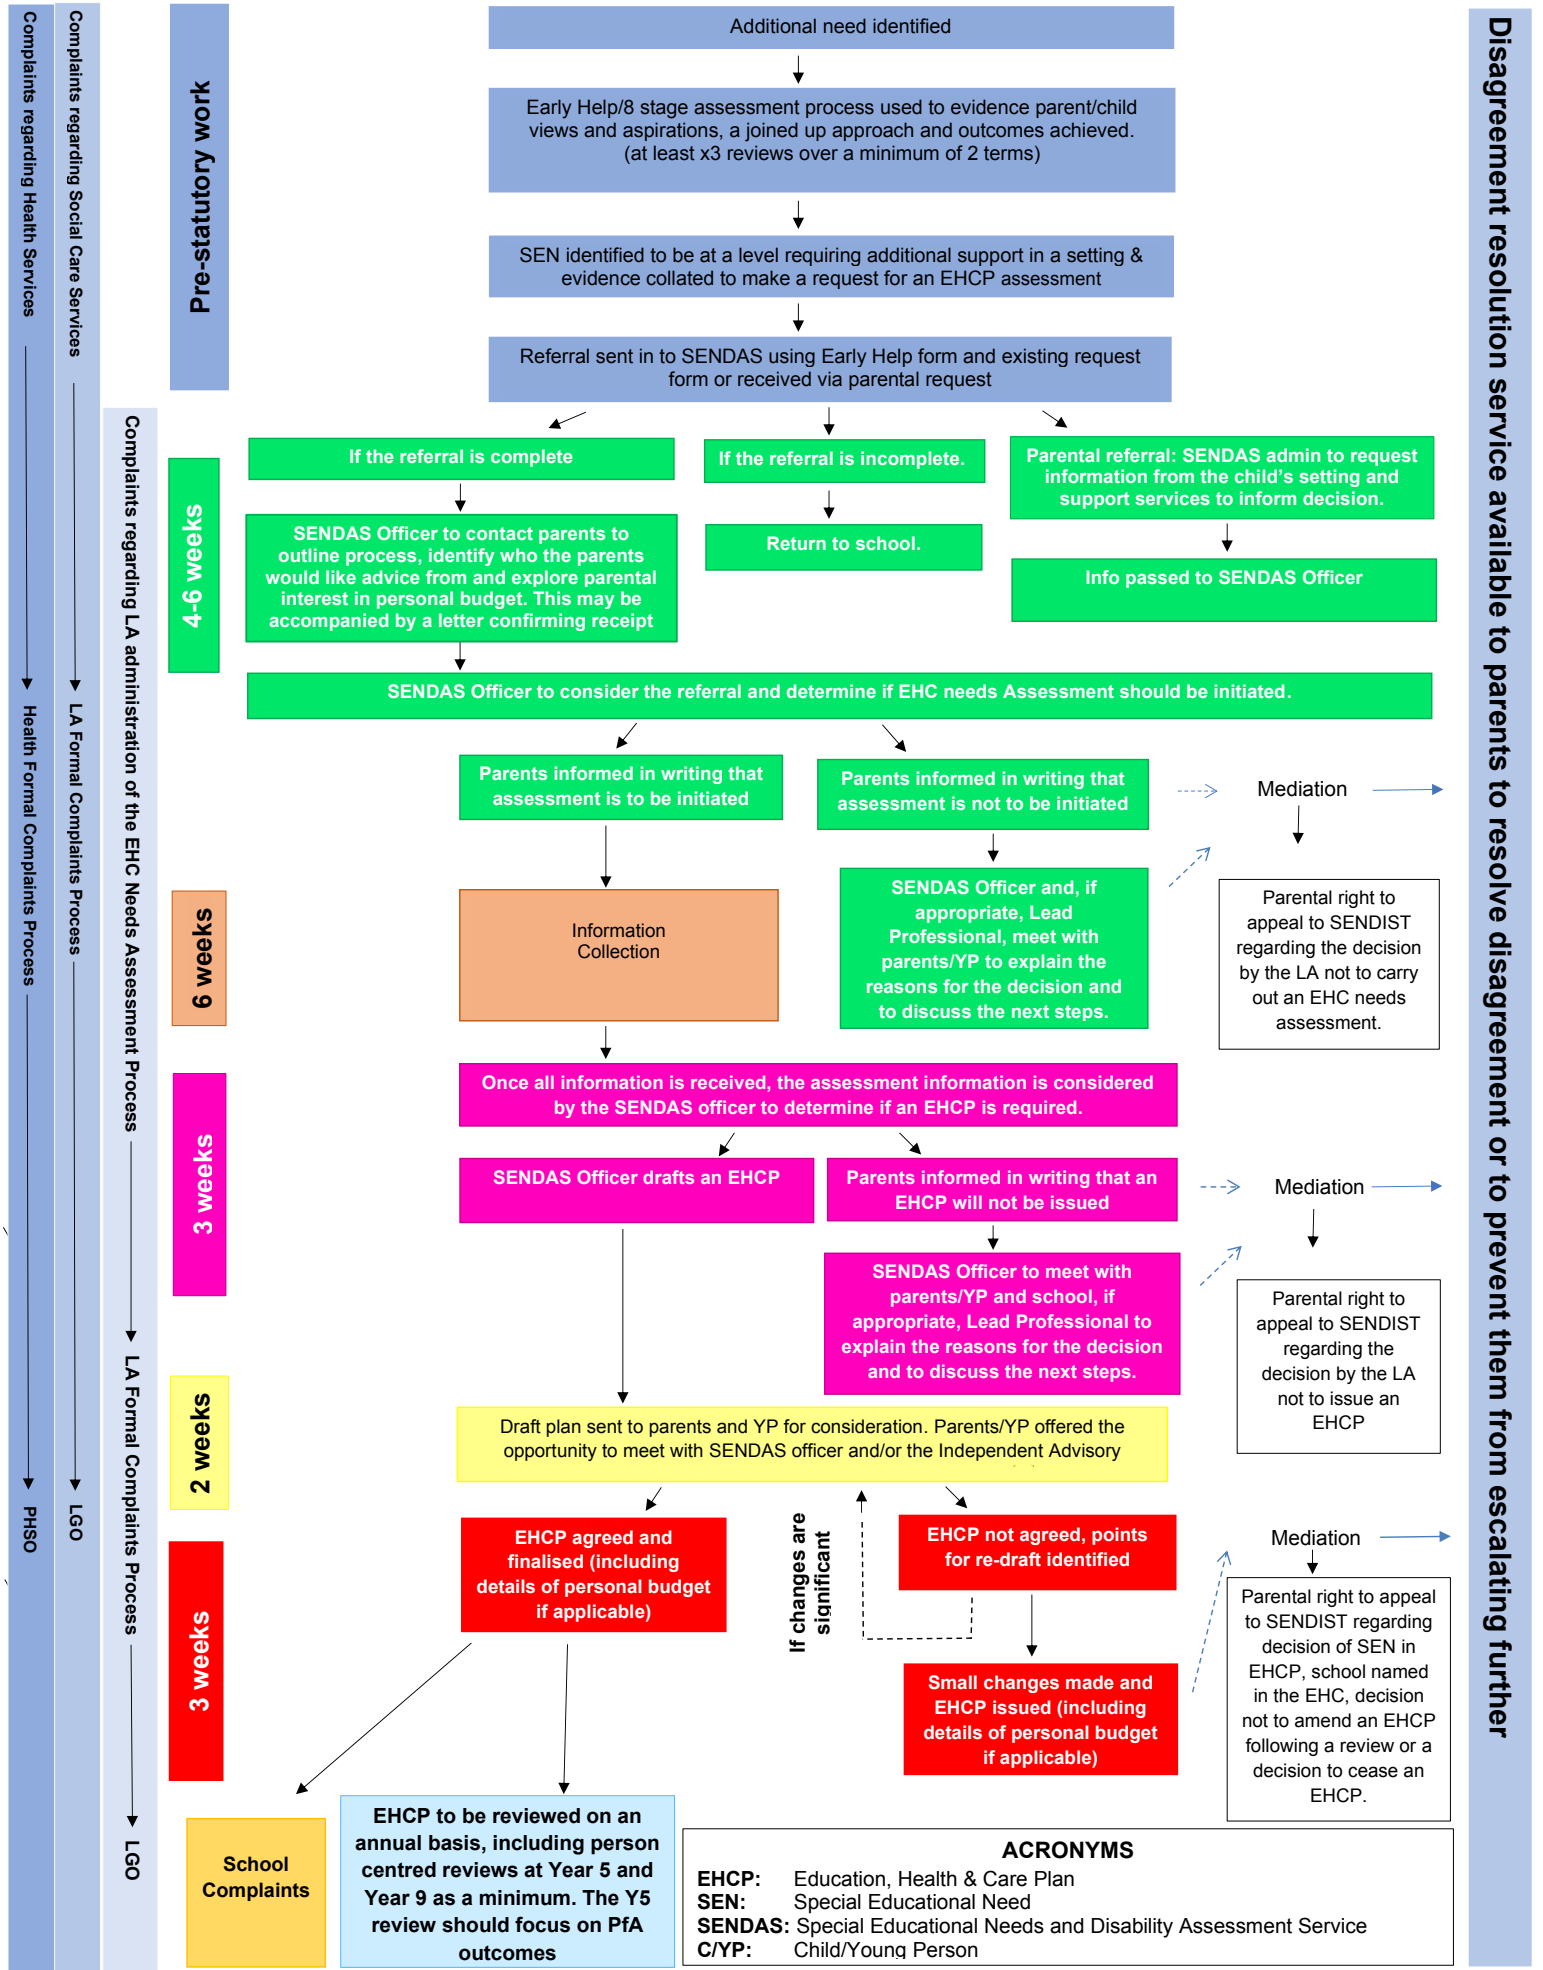 Complaints regarding Health Services
Health Formal Complaints Process
PHSO
Complaints regarding Social Care Services
LA Formal Complaints Process
LGO
Complaints regarding LA administration of the EHC Needs Assessment Process
LA Formal Complaints Process
LGO
Pre-statutory work
Additional need identified
Early Help/8 stage assessment process used to evidence parent/child
views and aspirations, a joined up approach and outcomes achieved.
(at least x3 reviews over a minimum of 2 terms)
SEN identified to be at a level requiring additional support in a setting &
evidence collated to make a request for an EHCP assessment
Referral sent in to SENDAS using Early Help form and existing request
form or received via parental request
4-6 weeks
If the referral is complete
SENDAS Officer to contact parents to
outline process, identify who the parents
would like advice from and explore parental
interest in personal budget. This may be
accompanied by a letter confirming receipt
If the referral is incomplete.
Return to school.
Parental referral: SENDAS admin to request
information from the child's setting and
support services to inform decision.
Info passed to SENDAS Officer
SENDAS Officer to consider the referral and determine if EHC needs Assessment should be initiated.
Parents informed in writing that
assessment is to be initiated
Parents informed in writing that
assessment is not to be initiated
Mediation
SENDAS Officer and, if
appropriate, Lead
Professional, meet with
parents/YP to explain the
reasons for the decision and
to discuss the next steps.
Parental right to
appeal to SENDIST
regarding the decision
by the LA not to carry
out an EHC needs
assessment.
6 weeks
Information
Collection
3 weeks
Once all information is received, the assessment information is considered
by the SENDAS officer to determine if an EHCP is required.
SENDAS Officer drafts an EHCP
Parents informed in writing that an
EHCP will not be issued
Mediation
SENDAS Officer to meet with
parents/YP and school, if
appropriate, Lead Professional to
explain the reasons for the decision
and to discuss the next steps.
Parental right to
appeal to SENDIST
regarding the
decision by the LA
not to issue an
EHCP
2 weeks
Draft plan sent to parents and YP for consideration. Parents/YP offered the
opportunity to meet with SENDAS officer and/or the Independent Advisory
3 weeks
EHCP agreed and
finalised (including
details of personal budget
if applicable)
If changes are
significant
EHCP not agreed, points
for re-draft identified
Small changes made and
EHCP issued (including
details of personal budget
if applicable)
Mediation
Parental right to appeal
to SENDIST regarding
decision of SEN in
EHCP, school named
in the EHC, decision
not to amend an EHCP
following a review or a
decision to cease an
EHCP.
School
Complaints
EHCP to be reviewed on an
annual basis, including person
centred reviews at Year 5 and
Year 9 as a minimum. The Y5
review should focus on PfA
outcomes
ACRONYMS
EHCP: Education, Health & Care Plan
SEN: Special Educational Need
SENDAS: Special Educational Needs and Disability Assessment Service
C/YP: Child/Young Person
Disagreement resolution service available to parents to resolve disagreement or to prevent them from escalating further